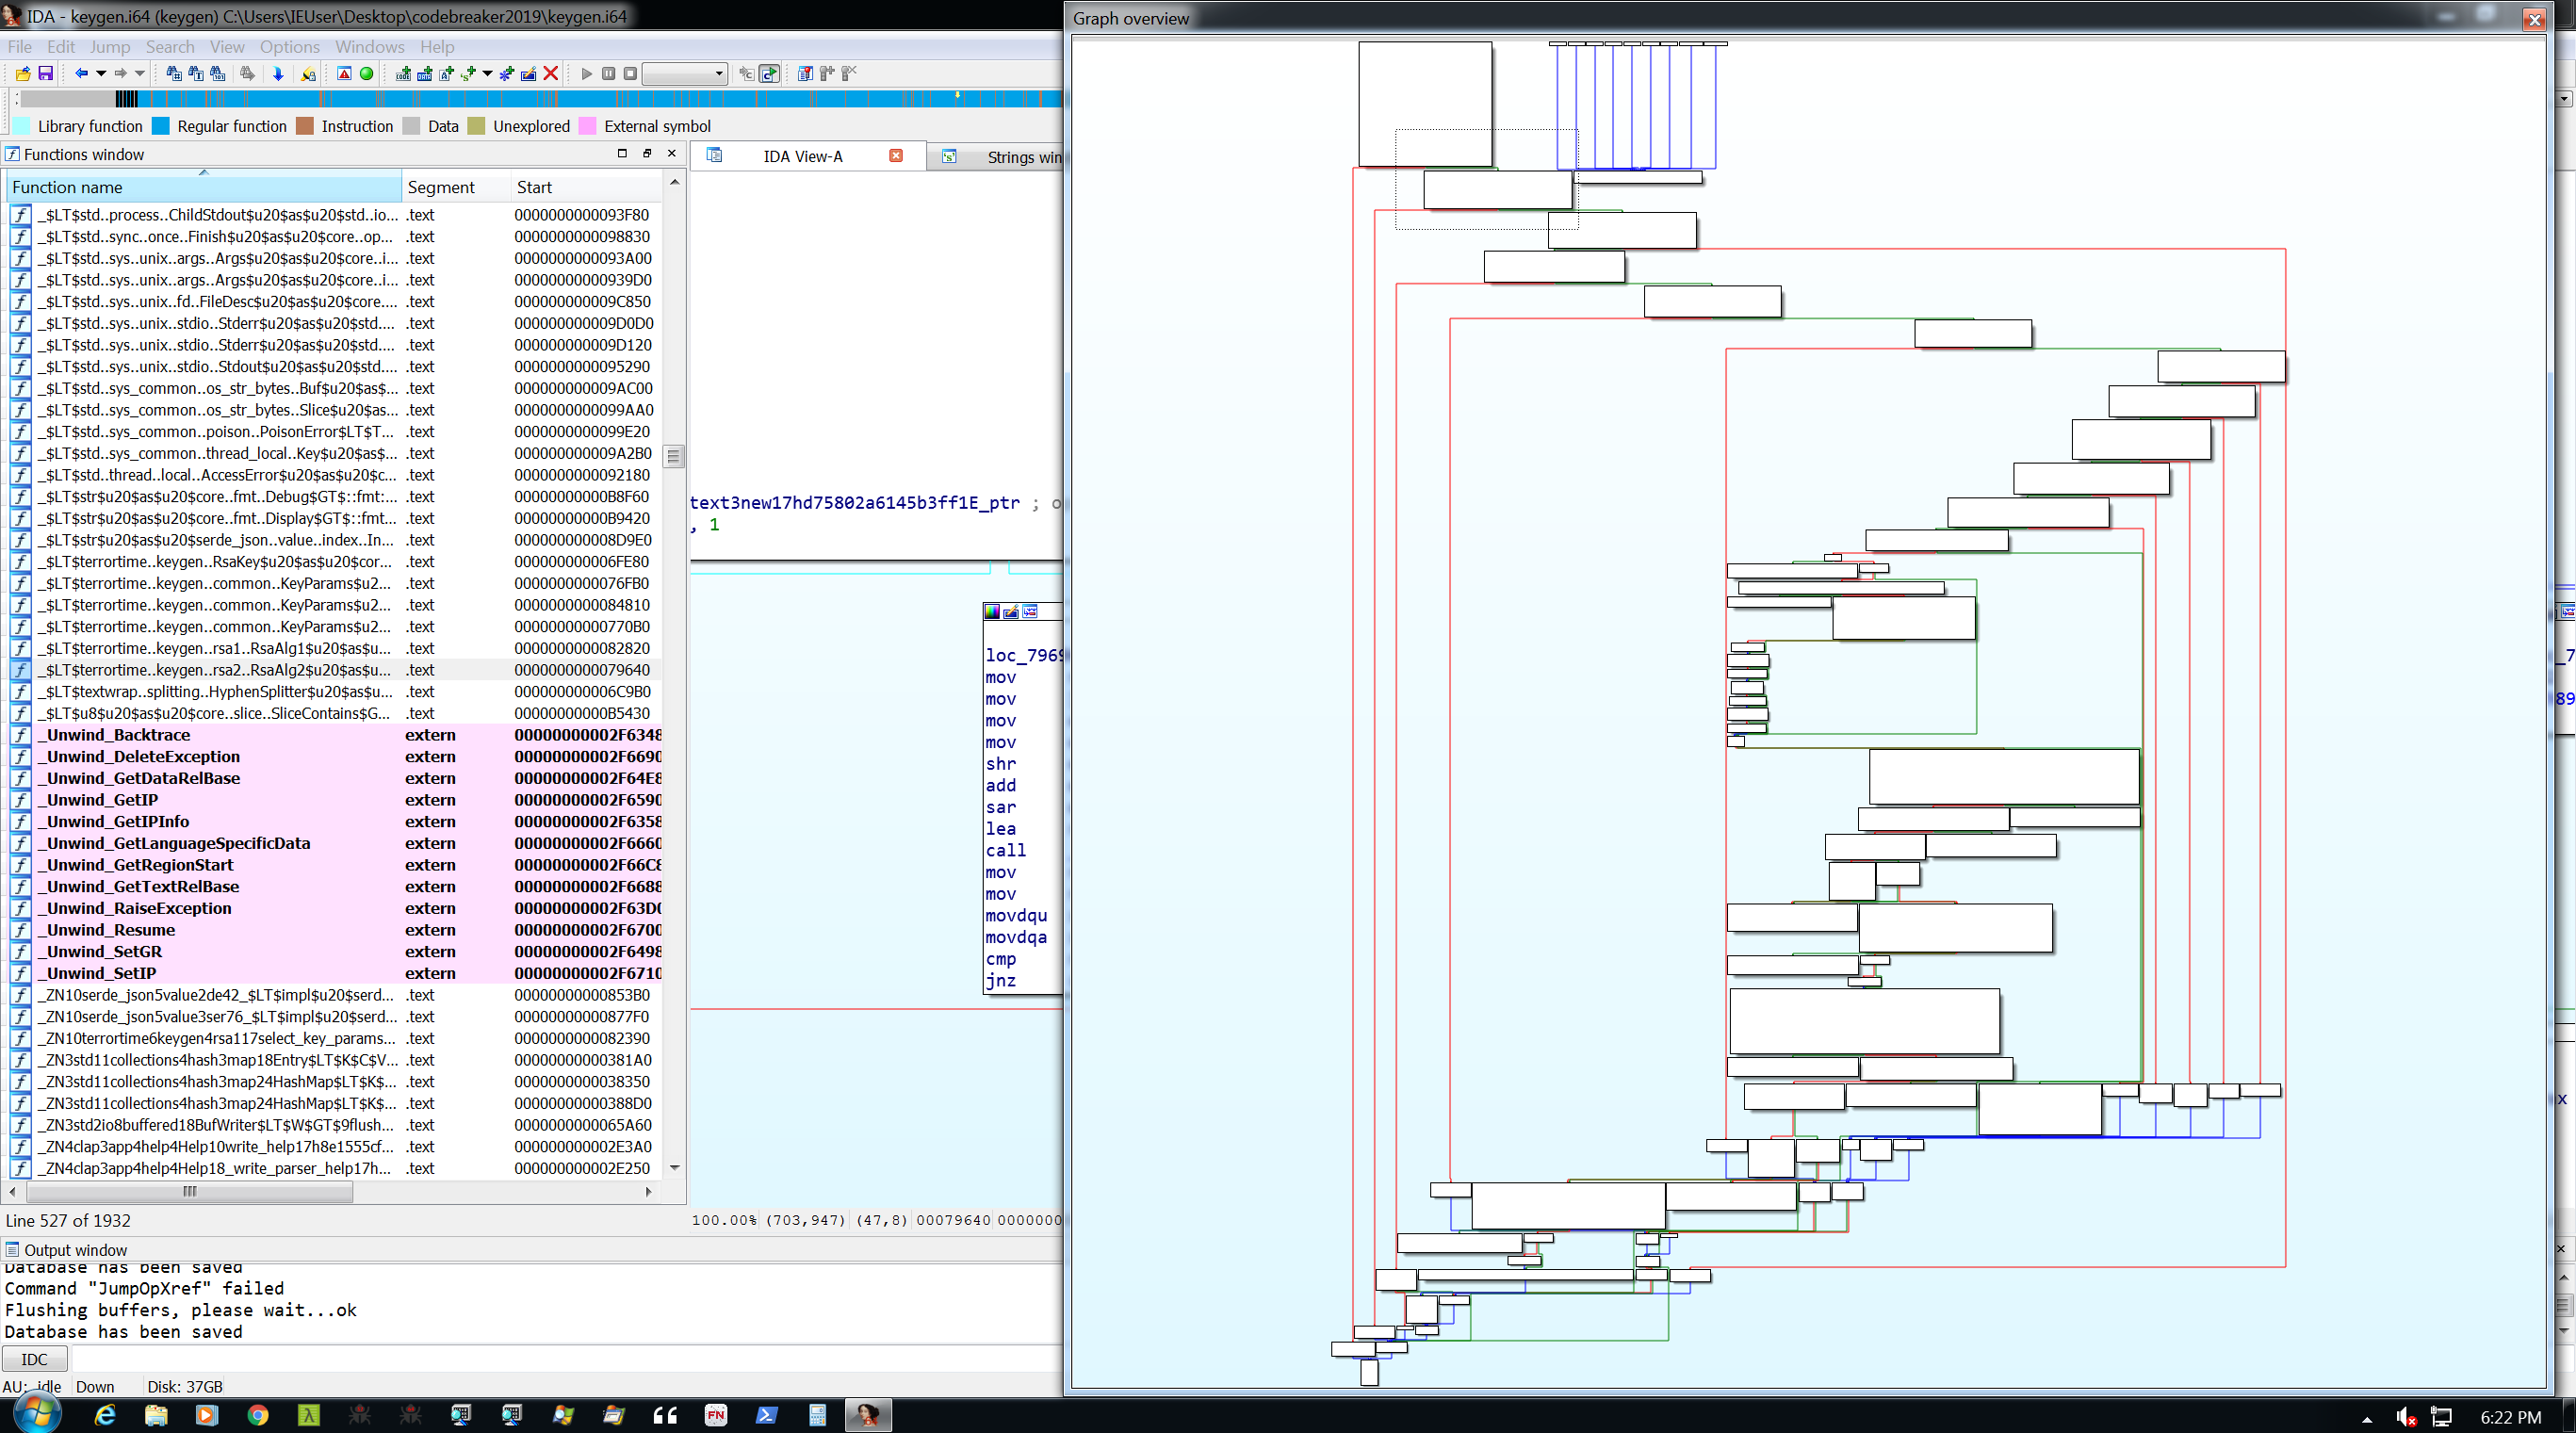 IDA - keygen.i64 (keygen) C:\Users\IEUser\Desktop\codebreaker2019\keygen.i64
File Edit Jump Search View Options Windows Help
Library function Regular function Instruction Data Unexplored External symbol
Functions window
Function name Segment Start
_$LT$std..process..ChildStdout$u20$as$u20$std..io... .text 0000000000093F80
_$LT$std..sync..once..Finish$u20$as$u20$core..op... .text 0000000000098830
_$LT$std..sys..unix..args..Args$u20$as$u20$core..i... .text 0000000000093A00
_$LT$std..sys..unix..args..Args$u20$as$u20$core..i... .text 00000000000939D0
_$LT$std..sys..unix..fd..FileDesc$u20$as$u20$core.... .text 000000000009C850
_$LT$std..sys..unix..stdio..Stderr$u20$as$u20$std.... .text 000000000009D0D0
_$LT$std..sys..unix..stdio..Stderr$u20$as$u20$std.... .text 000000000009D120
_$LT$std..sys..unix..stdio..Stdout$u20$as$u20$std.... .text 0000000000095290
_$LT$std..sys_common..os_str_bytes..Buf$u20$as$... .text 000000000009AC00
_$LT$std..sys_common..os_str_bytes..Slice$u20$as... .text 0000000000099AA0
_$LT$std..sys_common..poison..PoisonError$LT$T... .text 0000000000099E20
_$LT$std..sys_common..thread_local..Key$u20$as$... .text 000000000009A2B0
_$LT$std..thread..local..AccessError$u20$as$u20$c... .text 0000000000092180
_$LT$str$u20$as$u20$core..fmt..Debug$GT$::fmt:... .text 00000000000B8F60
_$LT$str$u20$as$u20$core..fmt..Display$GT$::fmt... .text 00000000000B9420
_$LT$str$u20$as$u20$serde_json..value..index..In... .text 000000000008D9E0
_$LT$terrortime..keygen..RsaKey$u20$as$u20$cor... .text 000000000006FE80
_$LT$terrortime..keygen..common..KeyParams$u2... .text 0000000000076FB0
_$LT$terrortime..keygen..common..KeyParams$u2... .text 0000000000084810
_$LT$terrortime..keygen..common..KeyParams$u2... .text 00000000000770B0
_$LT$terrortime..keygen..rsa1..RsaAlg1$u20$as$u... .text 0000000000082820
_$LT$terrortime..keygen..rsa2..RsaAlg2$u20$as$u... .text 0000000000079640
_$LT$textwrap..splitting..HyphenSplitter$u20$as$u... .text 000000000006C9B0
_$LT$u8$u20$as$u20$core..slice..SliceContains$G... .text 00000000000B5430
_Unwind_Backtrace extern 00000000002F6348
_Unwind_DeleteException extern 00000000002F6690
_Unwind_GetDataRelBase extern 00000000002F64E8
_Unwind_GetIP extern 00000000002F6590
_Unwind_GetIPInfo extern 00000000002F6358
_Unwind_GetLanguageSpecificData extern 00000000002F6660
_Unwind_GetRegionStart extern 00000000002F66C8
_Unwind_GetTextRelBase extern 00000000002F6688
_Unwind_RaiseException extern 00000000002F63D0
_Unwind_Resume extern 00000000002F6700
_Unwind_SetGR extern 00000000002F6498
_Unwind_SetIP extern 00000000002F6710
_ZN10serde_json5value2de42_$LT$impl$u20$serd... .text 00000000000853B0
_ZN10serde_json5value3ser76_$LT$impl$u20$serd... .text 00000000000877F0
_ZN10terrortime6keygen4rsa117select_key_params... .text 0000000000082390
_ZN3std11collections4hash3map18Entry$LT$K$C$V... .text 00000000000381A0
_ZN3std11collections4hash3map24HashMap$LT$K$... .text 0000000000038350
_ZN3std11collections4hash3map24HashMap$LT$K$... .text 00000000000388D0
_ZN3std2io8buffered18BufWriter$LT$W$GT$9flush... .text 0000000000065A60
_ZN4clap3app4help4Help10write_help17h8e1555cf... .text 000000000002E3A0
_ZN4clap3app4help4Help18_write_parser_help17h... .text 000000000002E250
Line 527 of 1932
IDA View-A
Strings win
text3new17hd75802a6145b3ff1E_ptr ; o
, 1
loc_7969
mov
mov
mov
mov
shr
add
sar
lea
call
mov
mov
movdqu
movdqa
cmp
jnz
100.00% (703,947) (47,8) 00079640 0000000
Output window
Database has been saved
Command "JumpOpXref" failed
Flushing buffers, please wait...ok
Database has been saved
IDC
AU: idle Down Disk: 37GB
Graph overview
_7
89
x
FN
6:22 PM